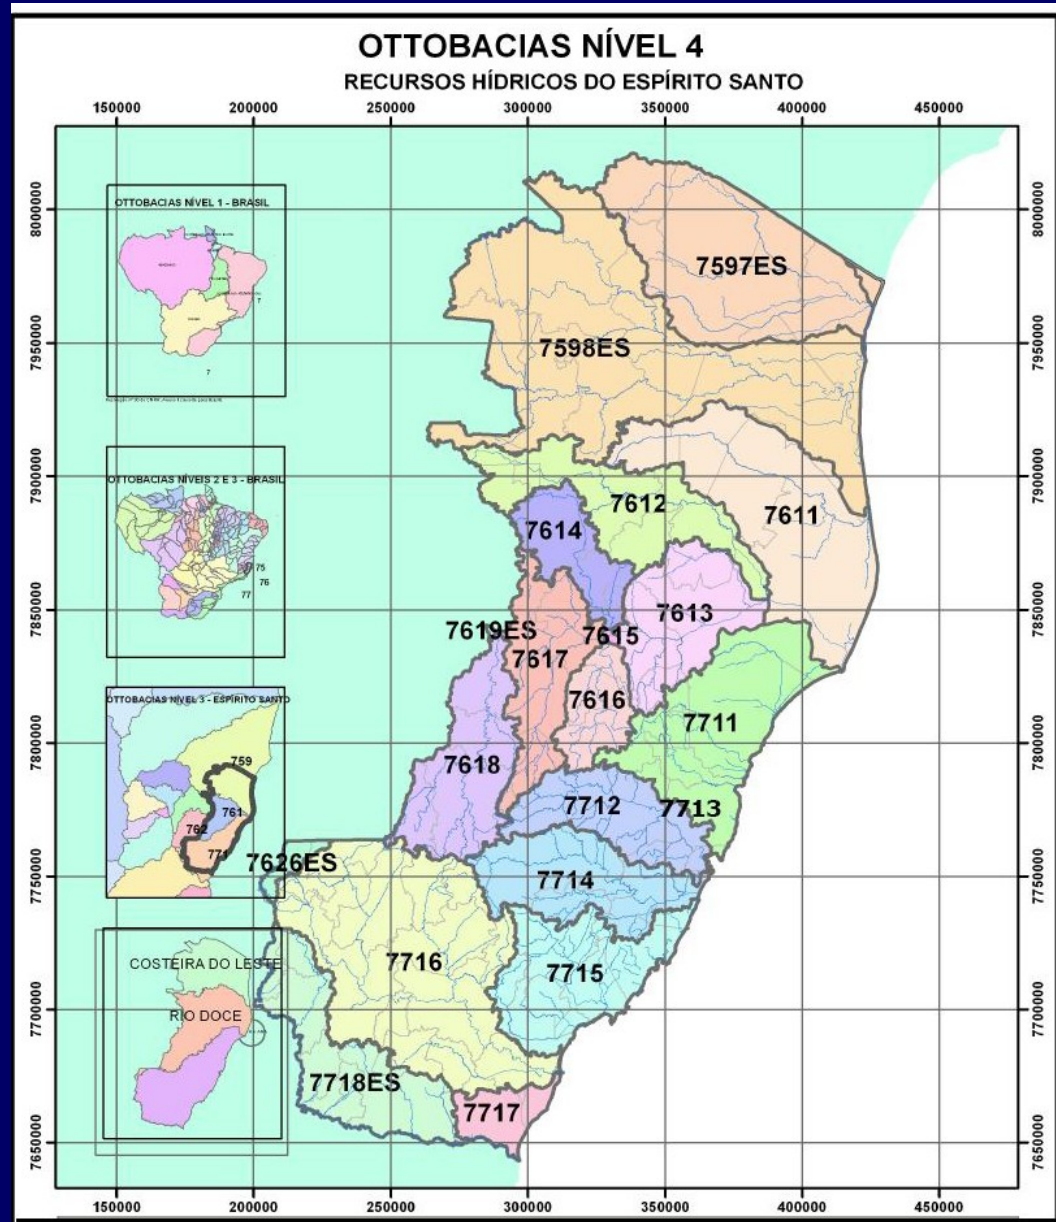 OTTOBACIAS NÍVEL 4
RECURSOS HÍDRICOS DO ESPÍRITO SANTO
150000 200000 250000 300000 350000 400000 450000
8000000
8000000
7950000
7950000
7900000
7900000
7850000
7850000
7800000
7800000
7750000
7750000
7700000
7700000
7650000
7650000
OTTOBACIAS NÍVEL 1 - BRASIL
7
7
OTTOBACIAS NÍVEIS 2 E 3 - BRASIL
75
76
77
OTTOBACIAS NÍVEL 3 - ESPÍRITO SANTO
759
761
762
771
COSTEIRA DO LESTE
RIO DOCE
7597ES
7598ES
7612
7611
7614
7613
7619ES
7615
7617
7616
7711
7618
7712
7713
7626ES
7714
7716
7715
7718ES
7717
150000 200000 250000 300000 350000 400000 450000